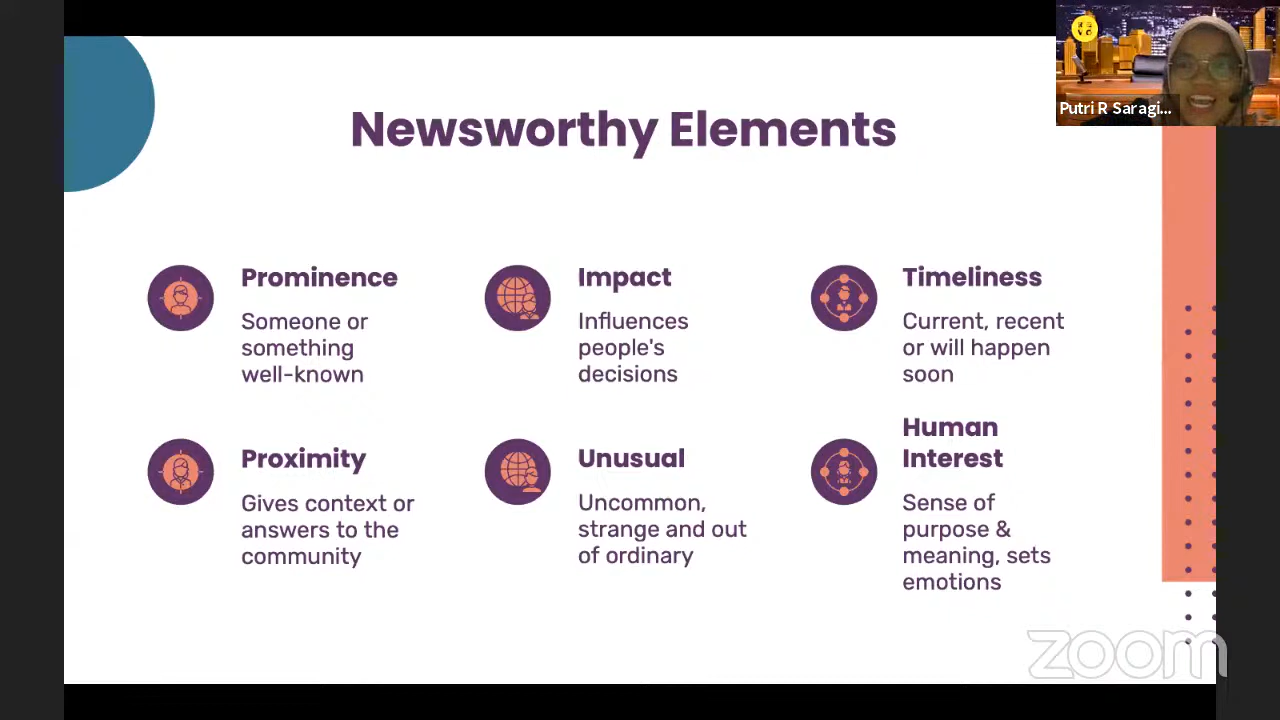 Newsworthy Elements
Putri R Saragi...
Prominence
Someone or
something
well-known
Impact
Influences
people's
decisions
Timeliness
Current, recent
or will happen
soon
Proximity
Gives context or
answers to the
community
Unusual
Uncommon,
strange and out
of ordinary
Human
Interest
Sense of
purpose &
meaning, sets
emotions
zoom